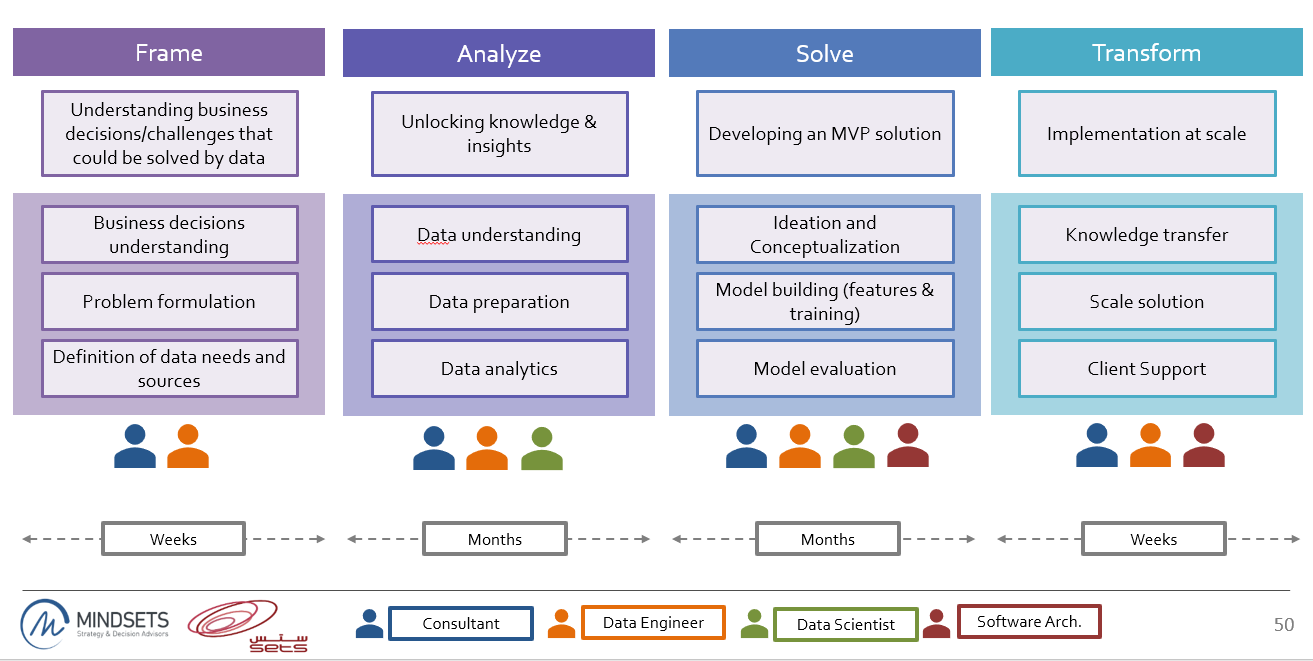 Frame
Analyze
Solve
Transform
Understanding business
decisions/challenges that
could be solved by data
Unlocking knowledge &
insights
Developing an MVP solution
Implementation at scale
Business decisions
understanding
Problem formulation
Definition of data needs and
sources
Data understanding
Data preparation
Data analytics
Ideation and
Conceptualization
Model building (features &
training)
Model evaluation
Knowledge transfer
Scale solution
Client Support
Weeks
Months
Months
Weeks
MINDSETS
Strategy & Decision Advisors
ستس
sets
Consultant
Data Engineer
Data Scientist
Software Arch.
50